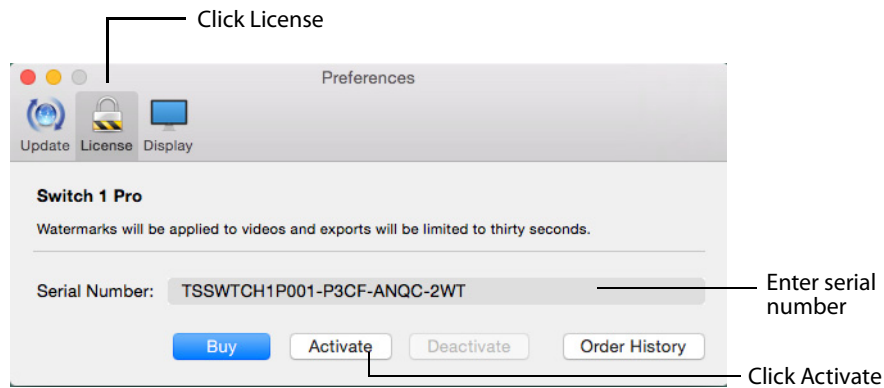 Click License
Preferences
Update License Display
Switch 1 Pro
Watermarks will be applied to videos and exports will be limited to thirty seconds.
Serial Number: TSSWTCH1P001-P3CF-ANQC-2WT
Enter serial
number
Buy Activate Deactivate Order History
Click Activate